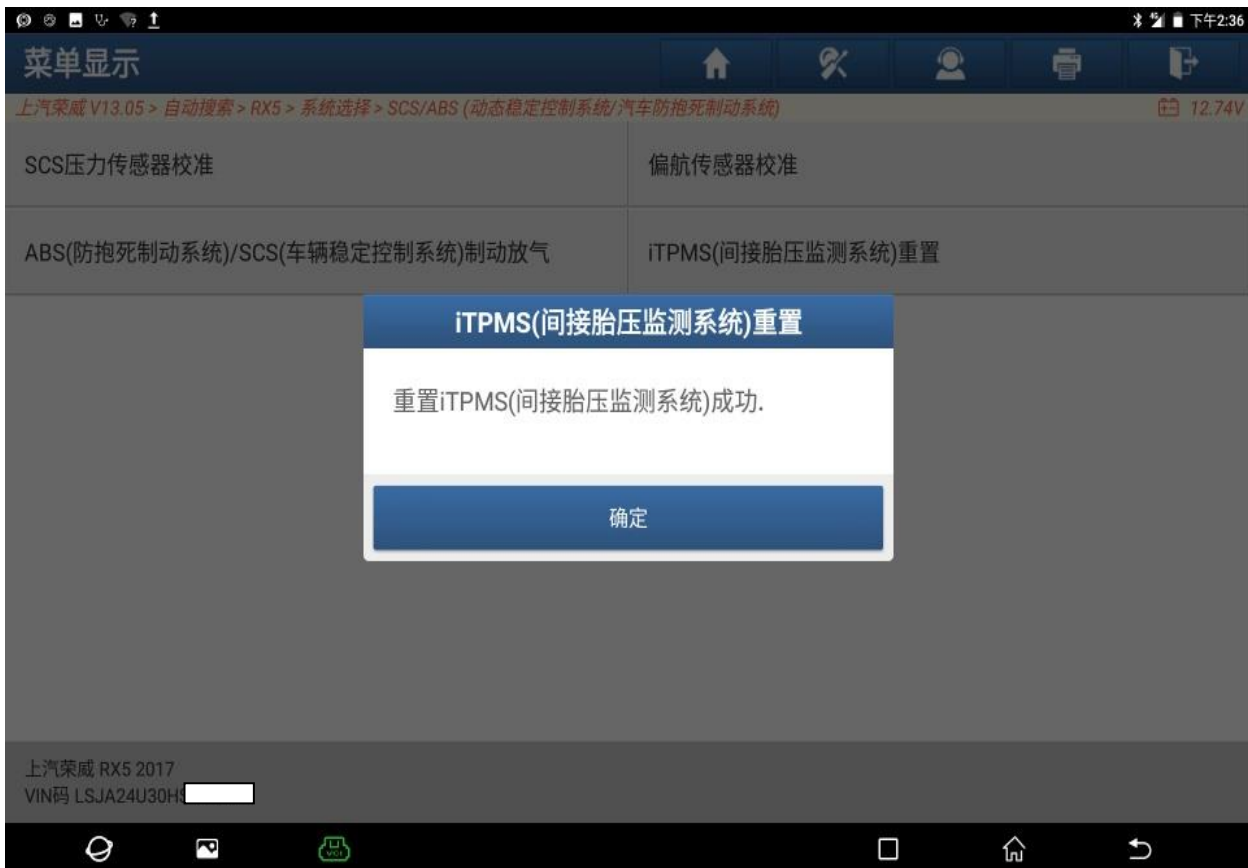 下午2:36
菜单显示
上汽荣威 V13.05 > 自动搜索 > RX5 > 系统选择 > SCS/ABS (动态稳定控制系统/汽车防抱死制动系统)
12.74V
SCS压力传感器校准
偏航传感器校准
ABS(防抱死制动系统)/SCS(车辆稳定控制系统)制动放气
iTPMS(间接胎压监测系统)重置
iTPMS(间接胎压监测系统)重置
重置iTPMS(间接胎压监测系统)成功.
确定
上汽荣威 RX5 2017
VIN码 LSJA24U30HS
VCI